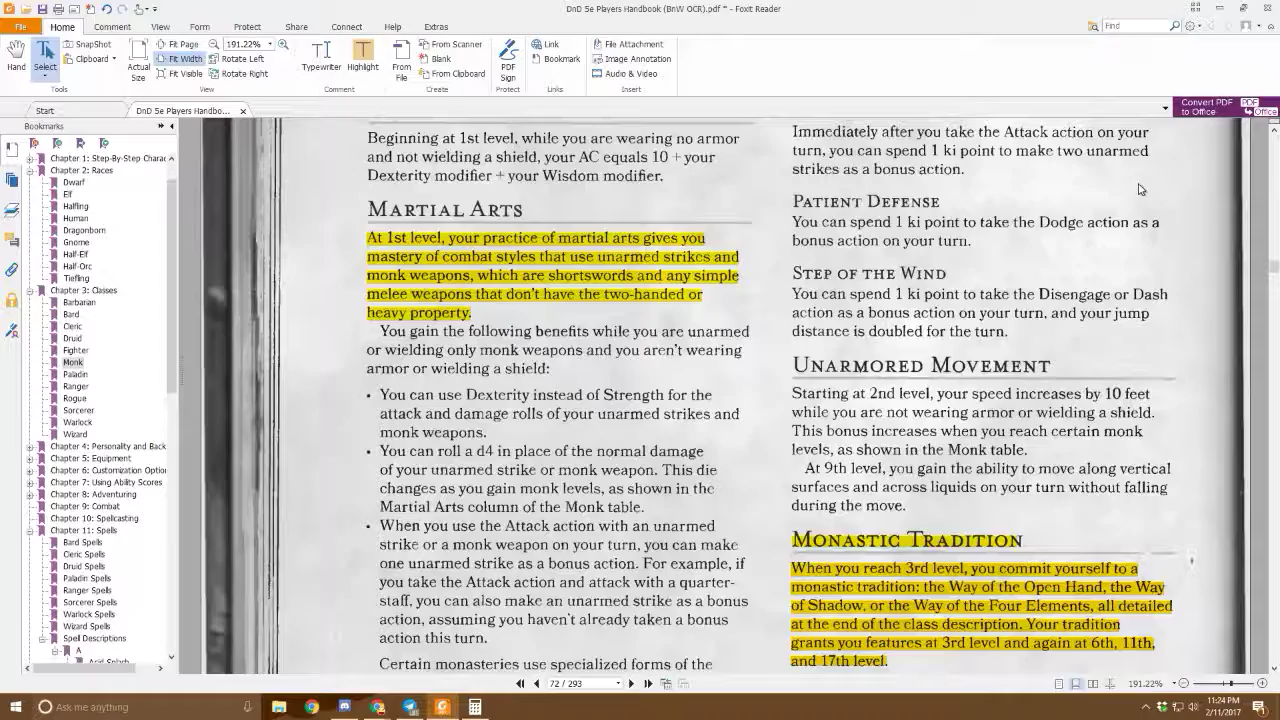 DnD 5e Players Handbook (BnW OCR).pdf * - Foxit Reader
File Home Comment View Form Protect Share Connect Help Extras
Find
Hand
Select
SnapShot
Clipboard
Tools
Actual Size
Fit Page
Fit Width
Fit Visible
191.22%
Rotate Left
Rotate Right
View
Typewriter
Highlight
Comment
From File
From Scanner
Blank
From Clipboard
Create
PDF Sign
Protect
Link
Bookmark
Links
File Attachment
Image Annotation
Audio & Video
Insert
Start
DnD 5e Players Handbo...
Convert PDF to Office
PDF
Office
Bookmarks
Chapter 1: Step-By-Step Charac
Chapter 2: Races
Dwarf
Elf
Halfling
Human
Dragonborn
Gnome
Half-Elf
Half-Orc
Tiefling
Chapter 3: Classes
Barbarian
Bard
Cleric
Druid
Fighter
Monk
Paladin
Ranger
Rogue
Sorcerer
Warlock
Wizard
Chapter 4: Personality and Back
Chapter 5: Equipment
Chapter 6: Customization Option
Chapter 7: Using Ability Scores
Chapter 8: Adventuring
Chapter 9: Combat
Chapter 10: Spellcasting
Chapter 11: Spells
Bard Spells
Cleric Spells
Druid Spells
Paladin Spells
Ranger Spells
Sorcerer Spells
Warlock Spells
Wizard Spells
Spell Descriptions
A
Acid Splash
Beginning at 1st level, while you are wearing no armor
and not wielding a shield, your AC equals 10 + your
Dexterity modifier + your Wisdom modifier.
MARTIAL ARTS
At 1st level, your practice of martial arts gives you
mastery of combat styles that use unarmed strikes and
monk weapons, which are shortswords and any simple
melee weapons that don't have the two-handed or
heavy property.
You gain the following benefits while you are unarmed
or wielding only monk weapons and you aren't wearing
armor or wielding a shield:
• You can use Dexterity instead of Strength for the
attack and damage rolls of your unarmed strikes and
monk weapons.
• You can roll a d4 in place of the normal damage
of your unarmed strike or monk weapon. This die
changes as you gain monk levels, as shown in the
Martial Arts column of the Monk table.
• When you use the Attack action with an unarmed
strike or a monk weapon on your turn, you can make
one unarmed strike as a bonus action. For example, if
you take the Attack action and attack with a quarter-
staff, you can also make an unarmed strike as a bonus
action, assuming you haven't already taken a bonus
action this turn.
Certain monasteries use specialized forms of the
Immediately after you take the Attack action on your
turn, you can spend 1 ki point to make two unarmed
strikes as a bonus action.
PATIENT DEFENSE
You can spend 1 ki point to take the Dodge action as a
bonus action on your turn.
STEP OF THE WIND
You can spend 1 ki point to take the Disengage or Dash
action as a bonus action on your turn, and your jump
distance is doubled for the turn.
UNARMORED MOVEMENT
Starting at 2nd level, your speed increases by 10 feet
while you are not wearing armor or wielding a shield.
This bonus increases when you reach certain monk
levels, as shown in the Monk table.
At 9th level, you gain the ability to move along vertical
surfaces and across liquids on your turn without falling
during the move.
MONASTIC TRADITION
When you reach 3rd level, you commit yourself to a
monastic tradition: the Way of the Open Hand, the Way
of Shadow, or the Way of the Four Elements, all detailed
at the end of the class description. Your tradition
grants you features at 3rd level and again at 6th, 11th,
and 17th level.
72 / 293
191.22%
Ask me anything
11:24 PM
2/11/2017